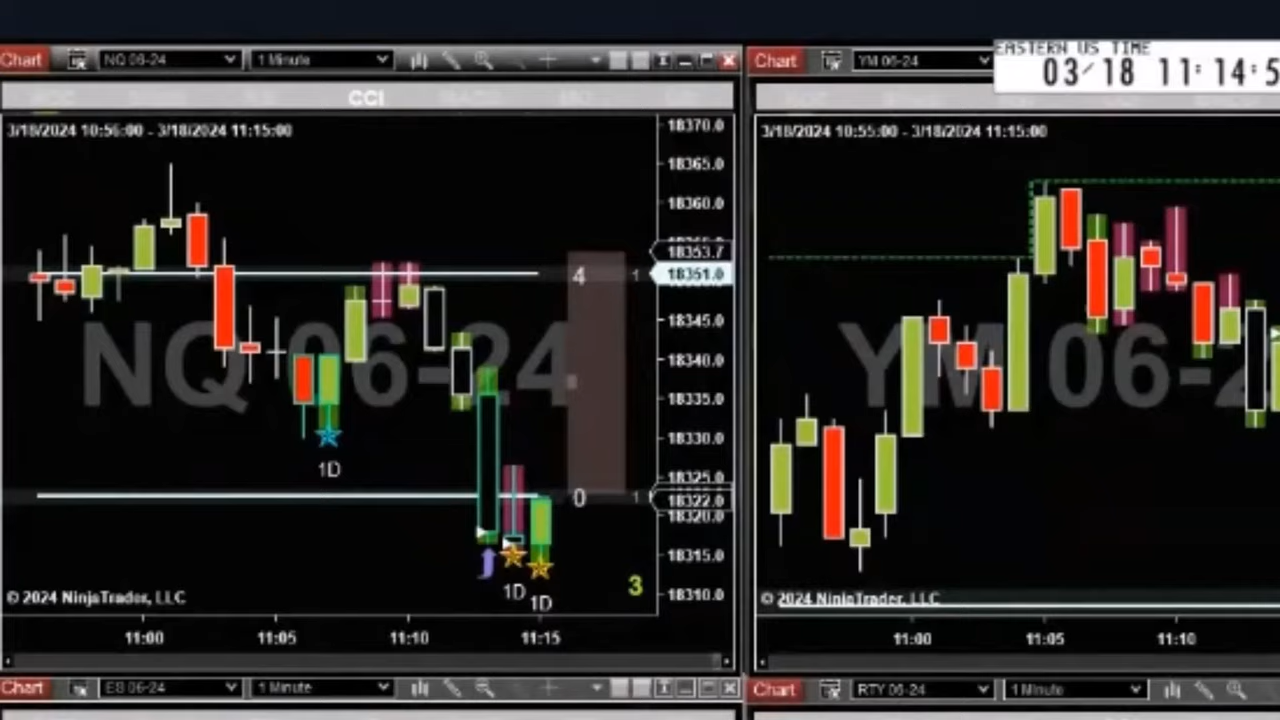 EASTERN US TIME
03/18 11:14:5
Chart NQ 06-24 1 Minute
Chart YM 06-24
CCI
3/18/2024 10:56:00 - 3/18/2024 11:15:00
3/18/2024 10:55:00 - 3/18/2024 11:15:00
18370.0
18365.0
18360.0
18353.7
4 1 18351.0
18345.0
NQ 06-24
YM 06-2
18340.0
18335.0
18330.0
1D
18325.0
0 1 18322.0
18320.0
18315.0
1D
1D
3
18310.0
© 2024 NinjaTrader, LLC
© 2024 NinjaTrader, LLC
11:00 11:05 11:10 11:15
11:00 11:05 11:10
Chart ES 06-24 1 Minute
Chart RTY 06-24 1 Minute